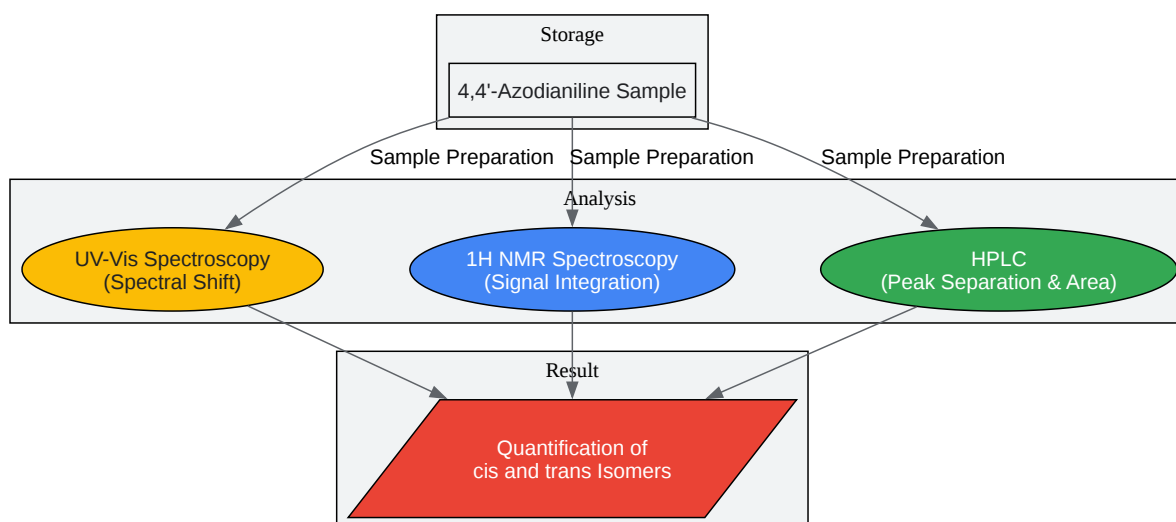 Storage
4,4'-Azodianiline Sample
Sample Preparation
Sample Preparation
Sample Preparation
Analysis
UV-Vis Spectroscopy
(Spectral Shift)
1H NMR Spectroscopy
(Signal Integration)
HPLC
(Peak Separation & Area)
Result
Quantification of
cis and trans Isomers